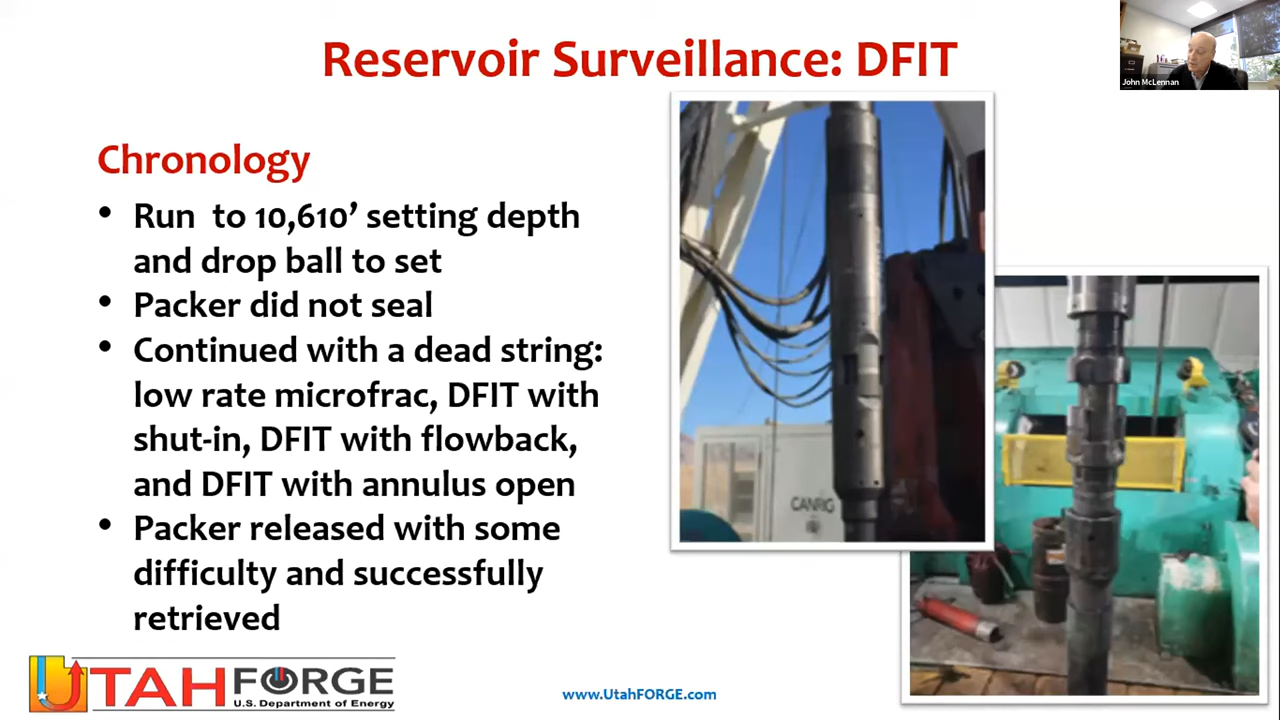 Reservoir Surveillance: DFIT
John McLennan
Chronology
• Run to 10,610’ setting depth
and drop ball to set
• Packer did not seal
• Continued with a dead string:
low rate microfrac, DFIT with
shut-in, DFIT with flowback,
and DFIT with annulus open
• Packer released with some
difficulty and successfully
retrieved
CANRIG
UTAH FORGE
U.S. Department of Energy
www.UtahFORGE.com